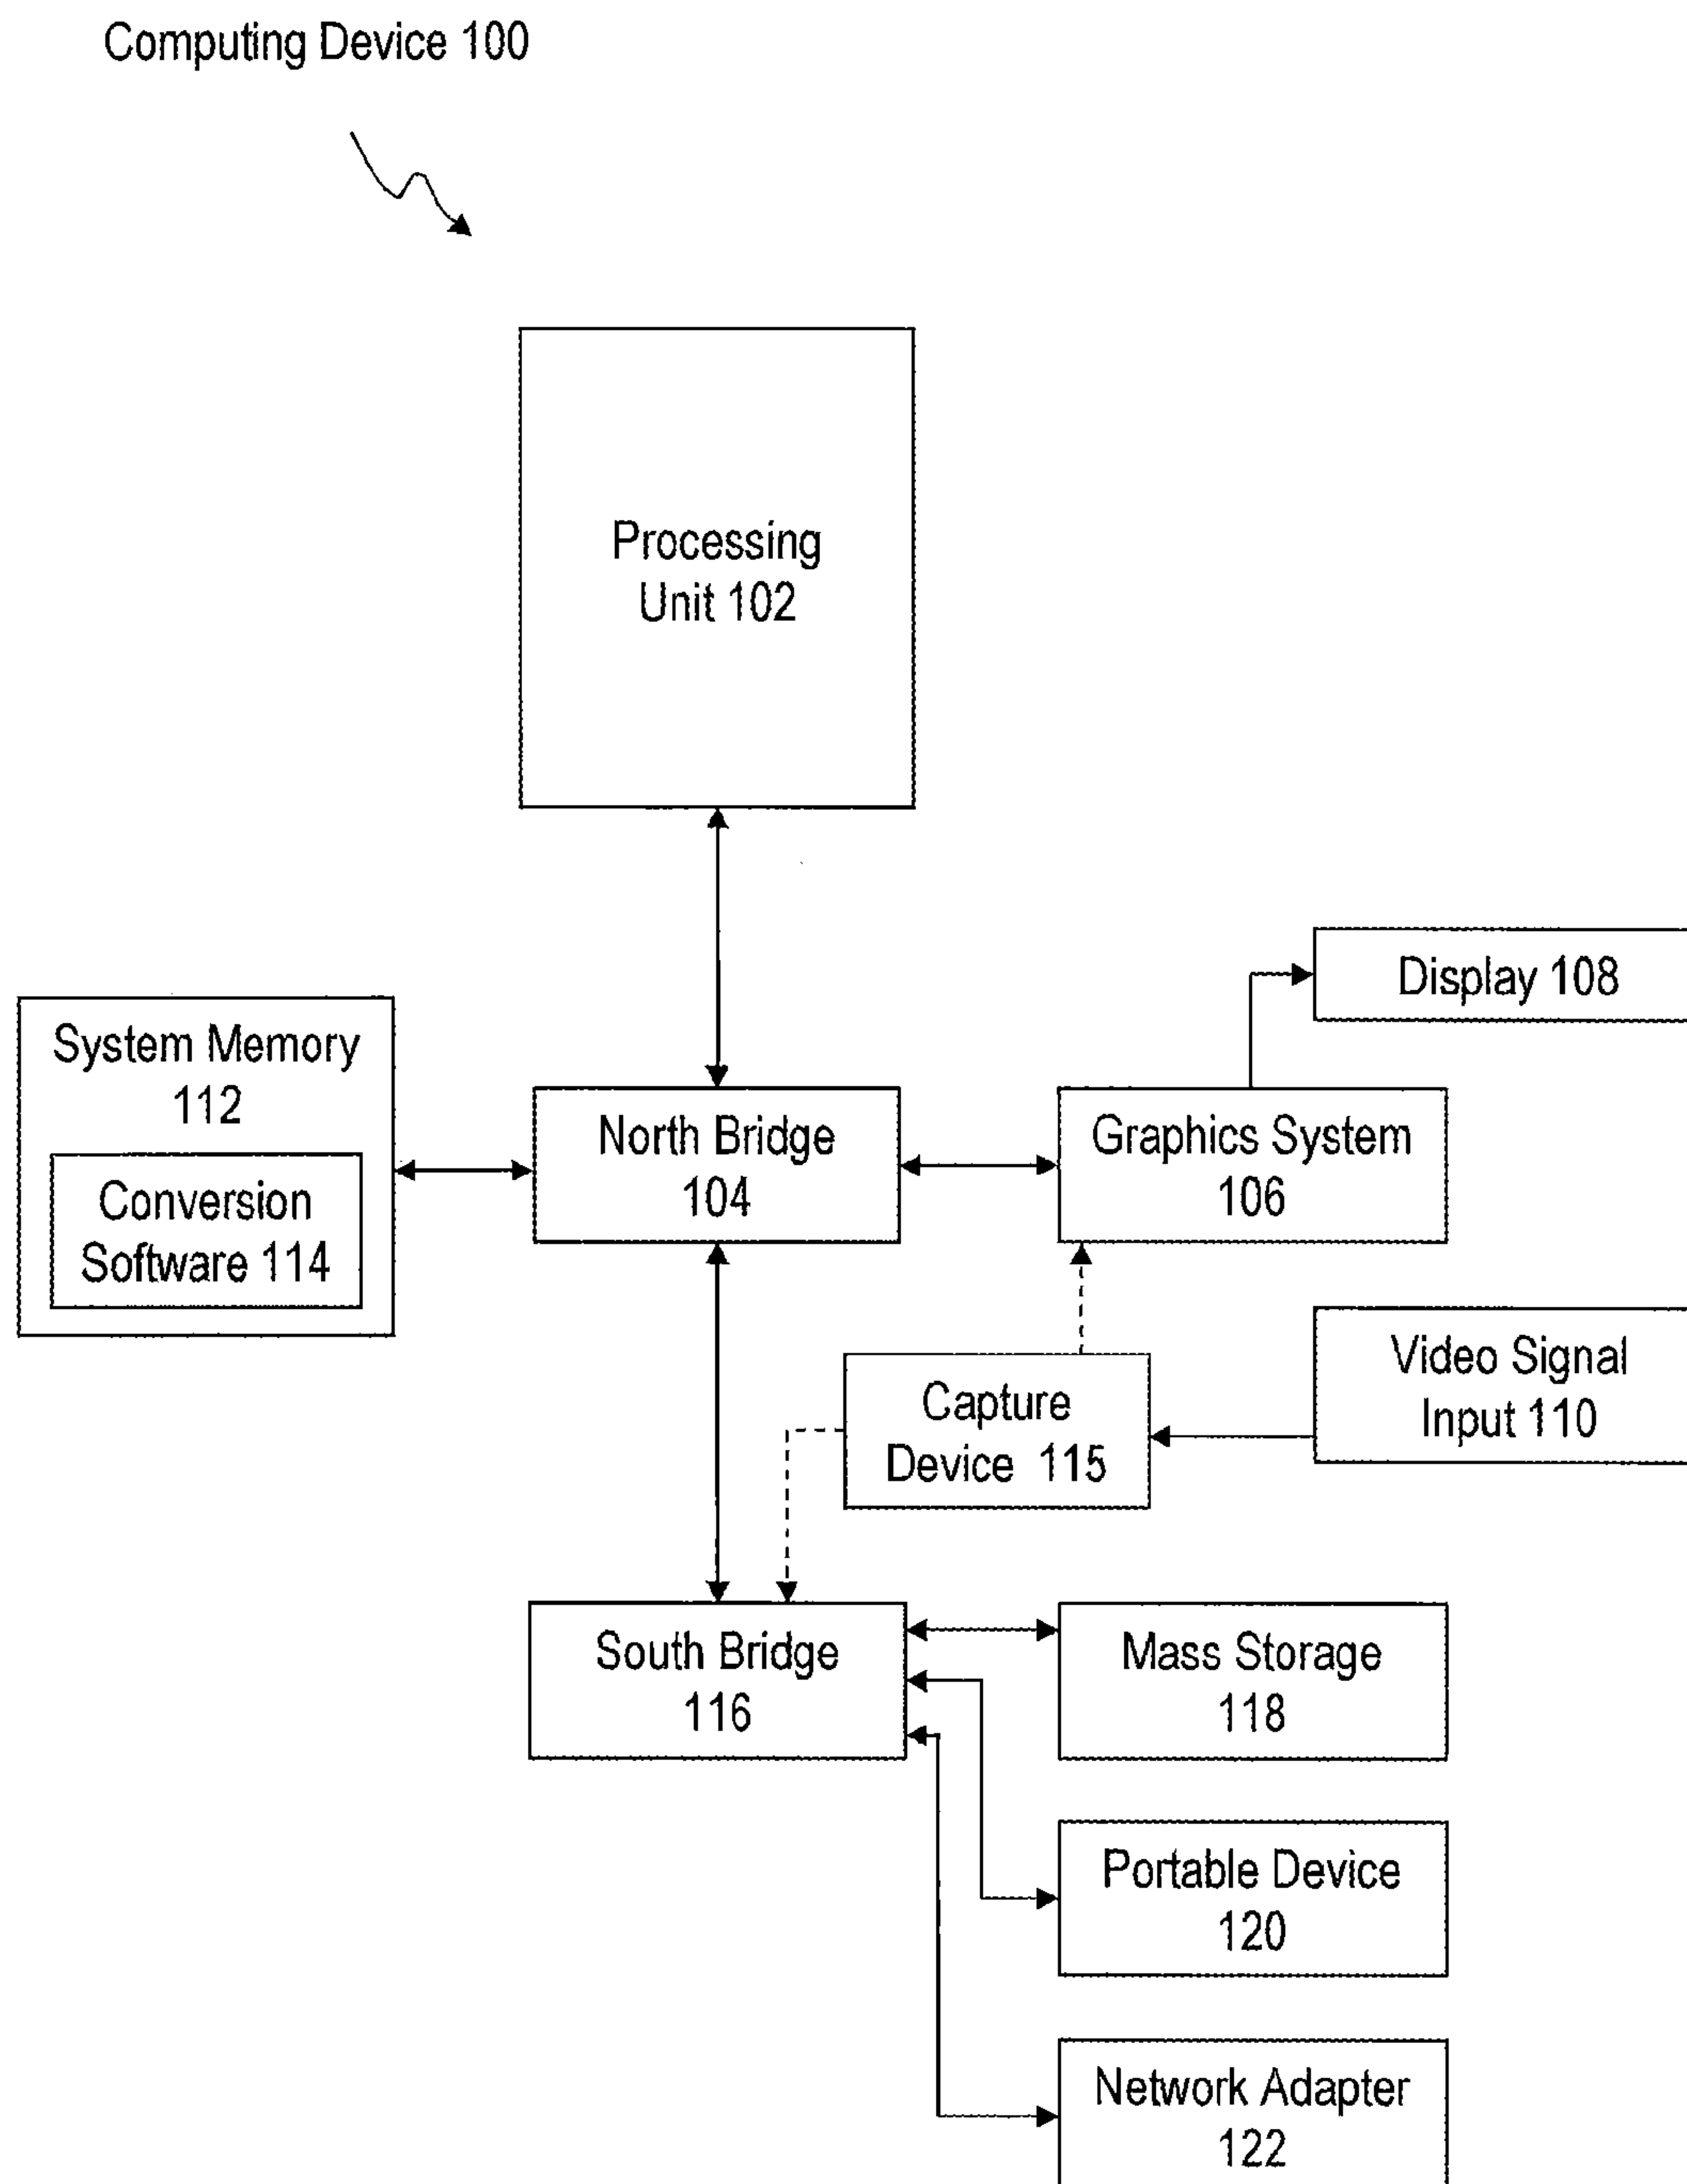 Computing Device 100
Processing
Unit 102
Display 108
System Memory
112
North Bridge
104
Graphics System
106
Conversion
Software 114
Video Signal
Input 110
Capture
Device 115
South Bridge
116
Mass Storage
118
Portable Device
120
Network Adapter
122